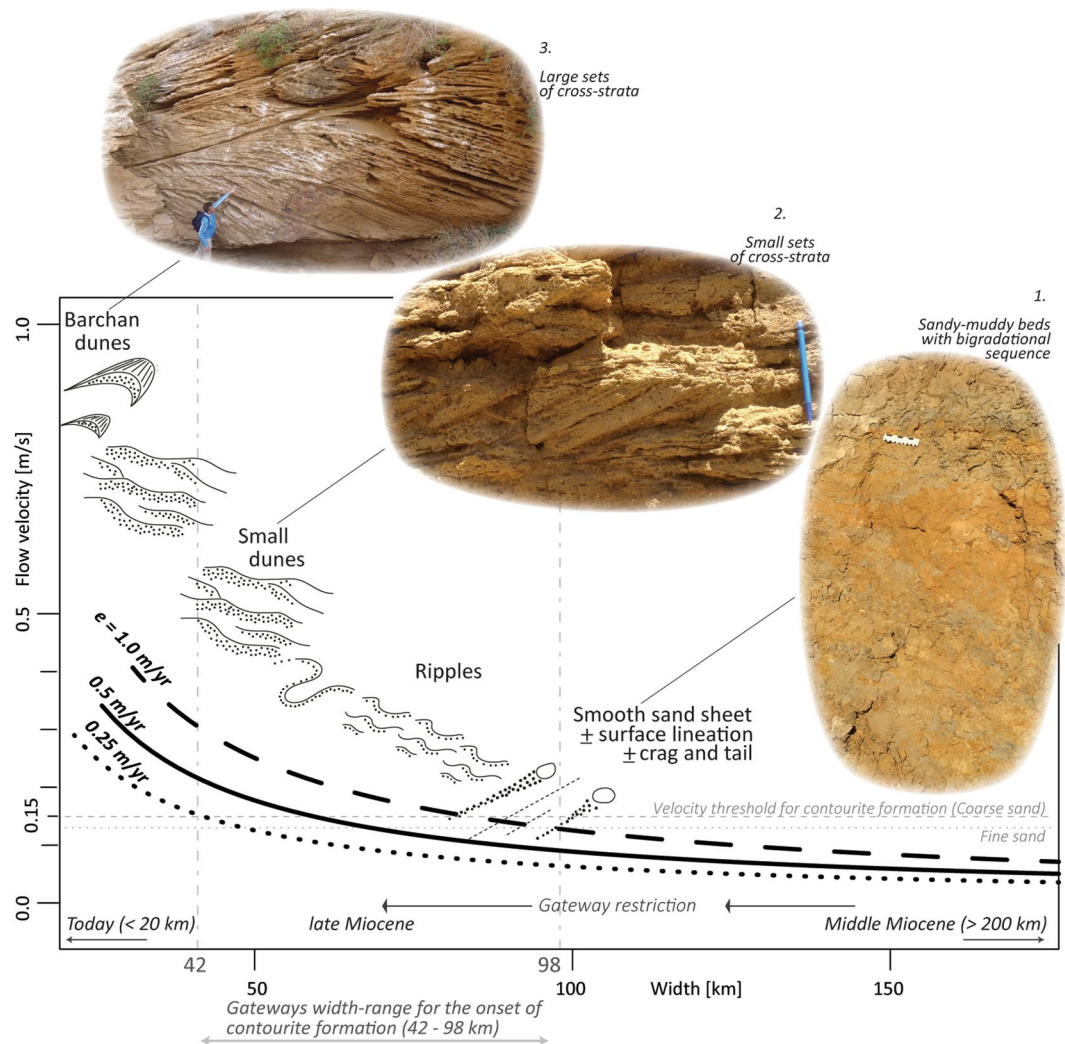 3.
Large sets
of cross-strata
2.
Small sets
of cross-strata
1.
Sandy-muddy beds
with bigradational
sequence
Barchan
dunes
Small
dunes
Ripples
Smooth sand sheet
± surface lineation
± crag and tail
Flow velocity [m/s]
1.0
0.5
0.15
0.0
e = 1.0 m/yr
0.5 m/yr
0.25 m/yr
Velocity threshold for contourite formation (Coarse sand)
Fine sand
Gateway restriction
Today (< 20 km)
late Miocene
Middle Miocene (> 200 km)
42
98
50
100
Width [km]
150
Gateways width-range for the onset of
contourite formation (42 - 98 km)